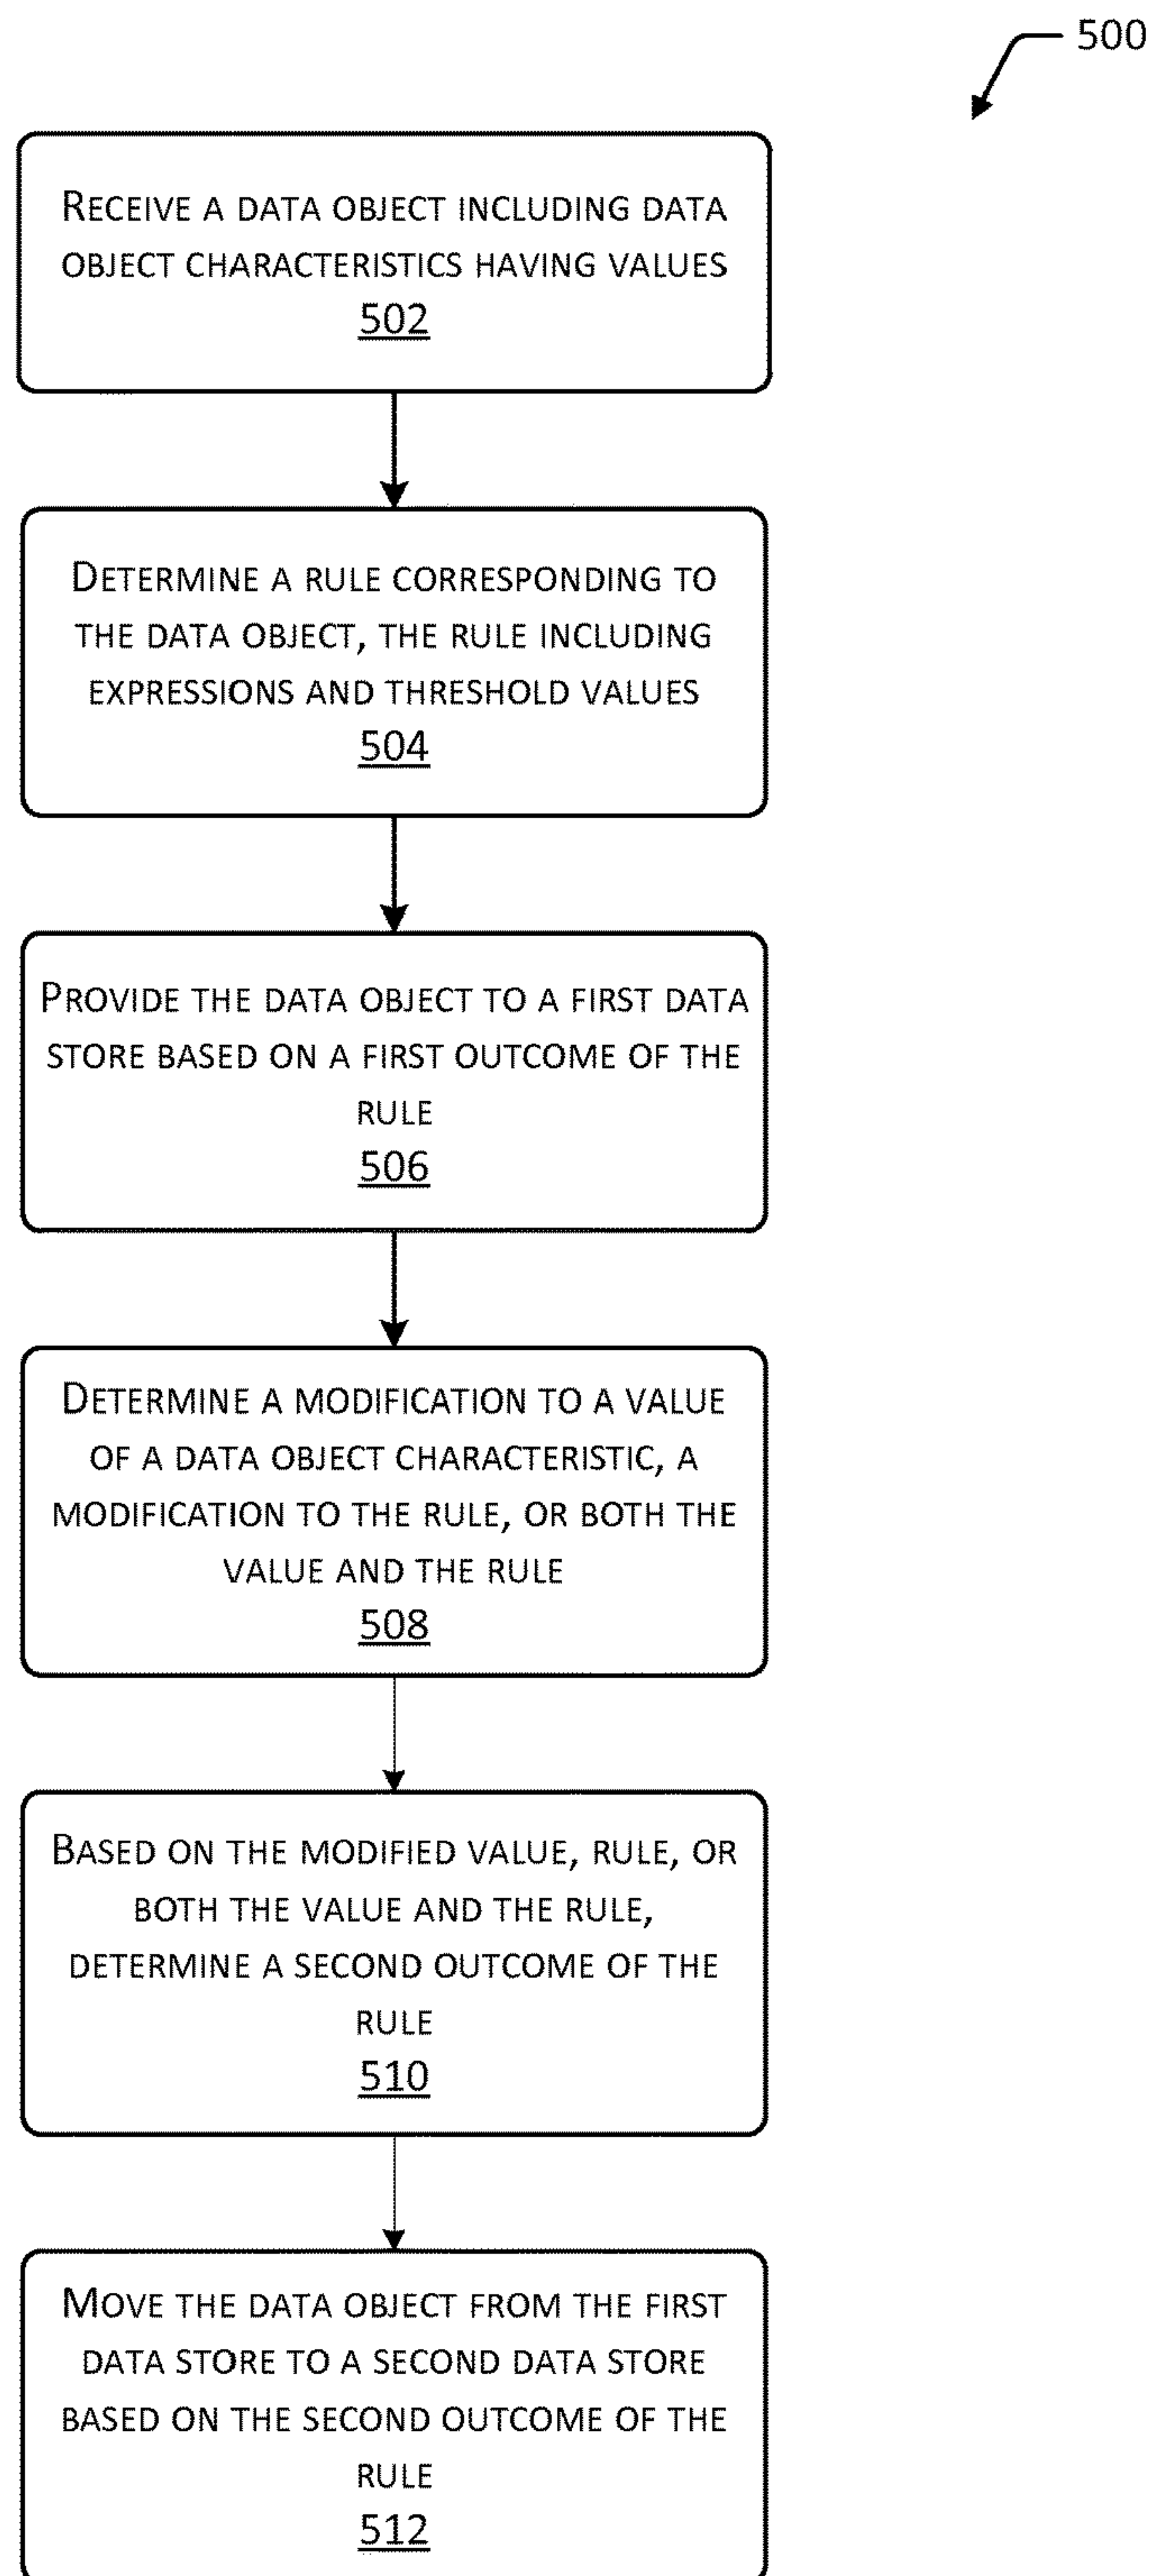 500
RECEIVE A DATA OBJECT INCLUDING DATA
OBJECT CHARACTERISTICS HAVING VALUES
502
DETERMINE A RULE CORRESPONDING TO
THE DATA OBJECT, THE RULE INCLUDING
EXPRESSIONS AND THRESHOLD VALUES
504
PROVIDE THE DATA OBJECT TO A FIRST DATA
STORE BASED ON A FIRST OUTCOME OF THE
RULE
506
DETERMINE A MODIFICATION TO A VALUE
OF A DATA OBJECT CHARACTERISTIC, A
MODIFICATION TO THE RULE, OR BOTH THE
VALUE AND THE RULE
508
BASED ON THE MODIFIED VALUE, RULE, OR
BOTH THE VALUE AND THE RULE,
DETERMINE A SECOND OUTCOME OF THE
RULE
510
MOVE THE DATA OBJECT FROM THE FIRST
DATA STORE TO A SECOND DATA STORE
BASED ON THE SECOND OUTCOME OF THE
RULE
512